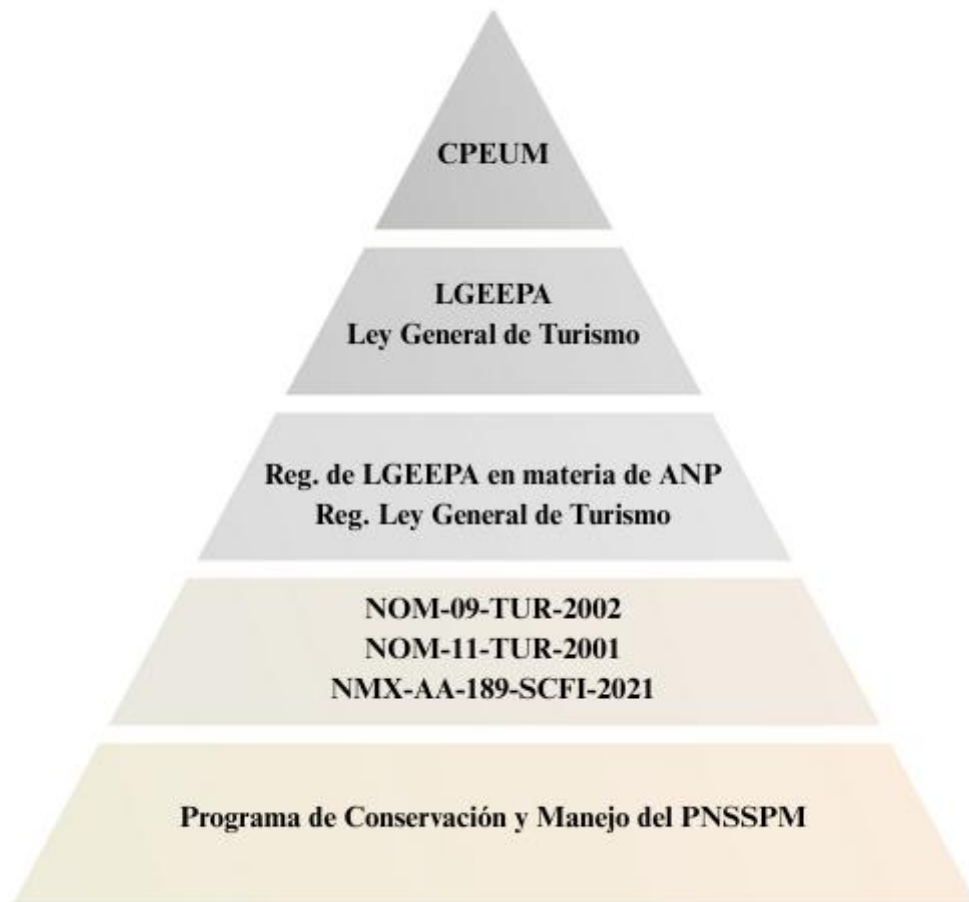 CPEUM
LGEEPA
Ley General de Turismo
Reg. de LGEEPA en materia de ANP
Reg. Ley General de Turismo
NOM-09-TUR-2002
NOM-11-TUR-2001
NMX-AA-189-SCFI-2021
Programa de Conservación y Manejo del PNSSPM